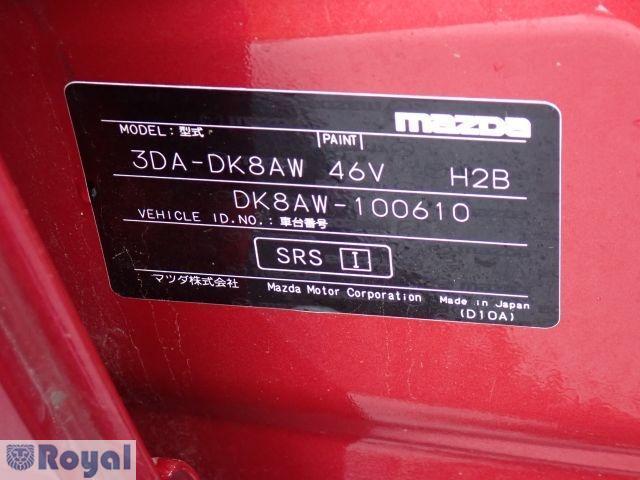 mazda
MODEL : 型式
PAINT
3DA-DK8AW 46V H2B
DK8AW-100610
VEHICLE ID.NO.: 車台番号
SRS I
マツダ株式会社 Mazda Motor Corporation Made in Japan
(D10A)
Royal